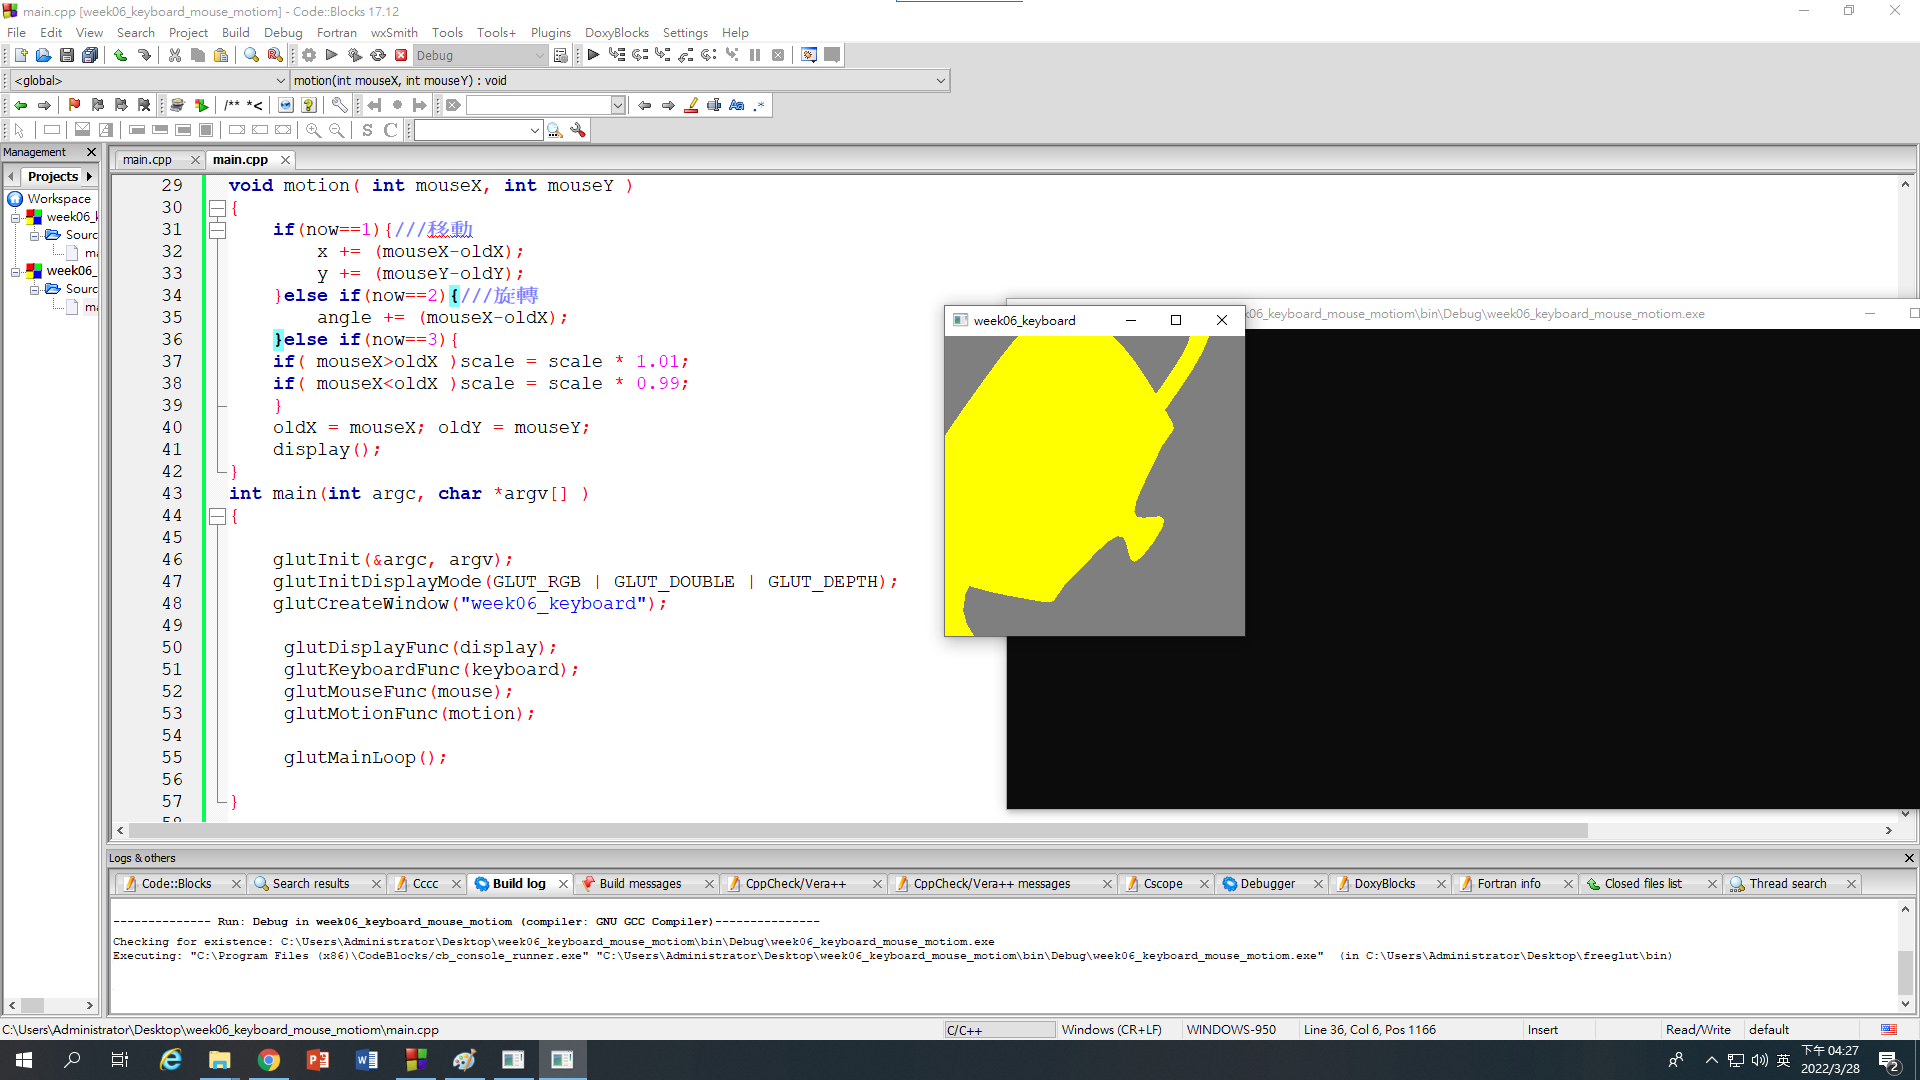 main.cpp [week06_keyboard_mouse_motiom] - Code::Blocks 17.12
File Edit View Search Project Build Debug Fortran wxSmith Tools Tools+ Plugins DoxyBlocks Settings Help
Debug
<global> motion(int mouseX, int mouseY) : void
/** *<
S C
Management
main.cpp main.cpp
Projects
Workspace
week06_k
Sourc
ma
week06_
Sourc
ma
29 void motion( int mouseX, int mouseY )
30 {
31 if(now==1){///移動
32 x += (mouseX-oldX);
33 y += (mouseY-oldY);
34 }else if(now==2){///旋轉
35 angle += (mouseX-oldX);
36 }else if(now==3){
37 if( mouseX>oldX )scale = scale * 1.01;
38 if( mouseX<oldX )scale = scale * 0.99;
39 }
40 oldX = mouseX; oldY = mouseY;
41 display();
42 }
43 int main(int argc, char *argv[] )
44 {
45
46 glutInit(&argc, argv);
47 glutInitDisplayMode(GLUT_RGB | GLUT_DOUBLE | GLUT_DEPTH);
48 glutCreateWindow("week06_keyboard");
49
50 glutDisplayFunc(display);
51 glutKeyboardFunc(keyboard);
52 glutMouseFunc(mouse);
53 glutMotionFunc(motion);
54
55 glutMainLoop();
56
57 }
58
week06_keyboard
k06_keyboard_mouse_motiom\bin\Debug\week06_keyboard_mouse_motiom.exe
Logs & others
Code::Blocks Search results Cccc Build log Build messages CppCheck/Vera++ CppCheck/Vera++ messages Cscope Debugger DoxyBlocks Fortran info Closed files list Thread search
-------------- Run: Debug in week06_keyboard_mouse_motiom (compiler: GNU GCC Compiler)---------------
Checking for existence: C:\Users\Administrator\Desktop\week06_keyboard_mouse_motiom\bin\Debug\week06_keyboard_mouse_motiom.exe
Executing: "C:\Program Files (x86)\CodeBlocks/cb_console_runner.exe" "C:\Users\Administrator\Desktop\week06_keyboard_mouse_motiom\bin\Debug\week06_keyboard_mouse_motiom.exe" (in C:\Users\Administrator\Desktop\freeglut\bin)
C:\Users\Administrator\Desktop\week06_keyboard_mouse_motiom\main.cpp C/C++ Windows (CR+LF) WINDOWS-950 Line 36, Col 6, Pos 1166 Insert Read/Write default
英
下午 04:27
2022/3/28
2